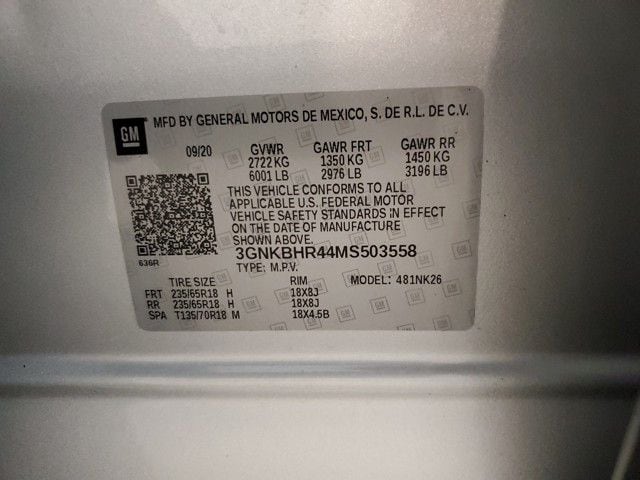 GM MFD BY GENERAL MOTORS DE MEXICO, S. DE R.L. DE C.V.
09/20 GVWR GAWR FRT GAWR RR
2722 KG 1350 KG 1450 KG
6001 LB 2976 LB 3196 LB
THIS VEHICLE CONFORMS TO ALL
APPLICABLE U.S. FEDERAL MOTOR
VEHICLE SAFETY STANDARDS IN EFFECT
ON THE DATE OF MANUFACTURE
SHOWN ABOVE.
3GNKBHR44MS503558
636R TYPE: M.P.V.
TIRE SIZE RIM MODEL: 481NK26
FRT 235/65R18 H 18X8J
RR 235/65R18 H 18X8J
SPA T135/70R18 M 18X4.5B